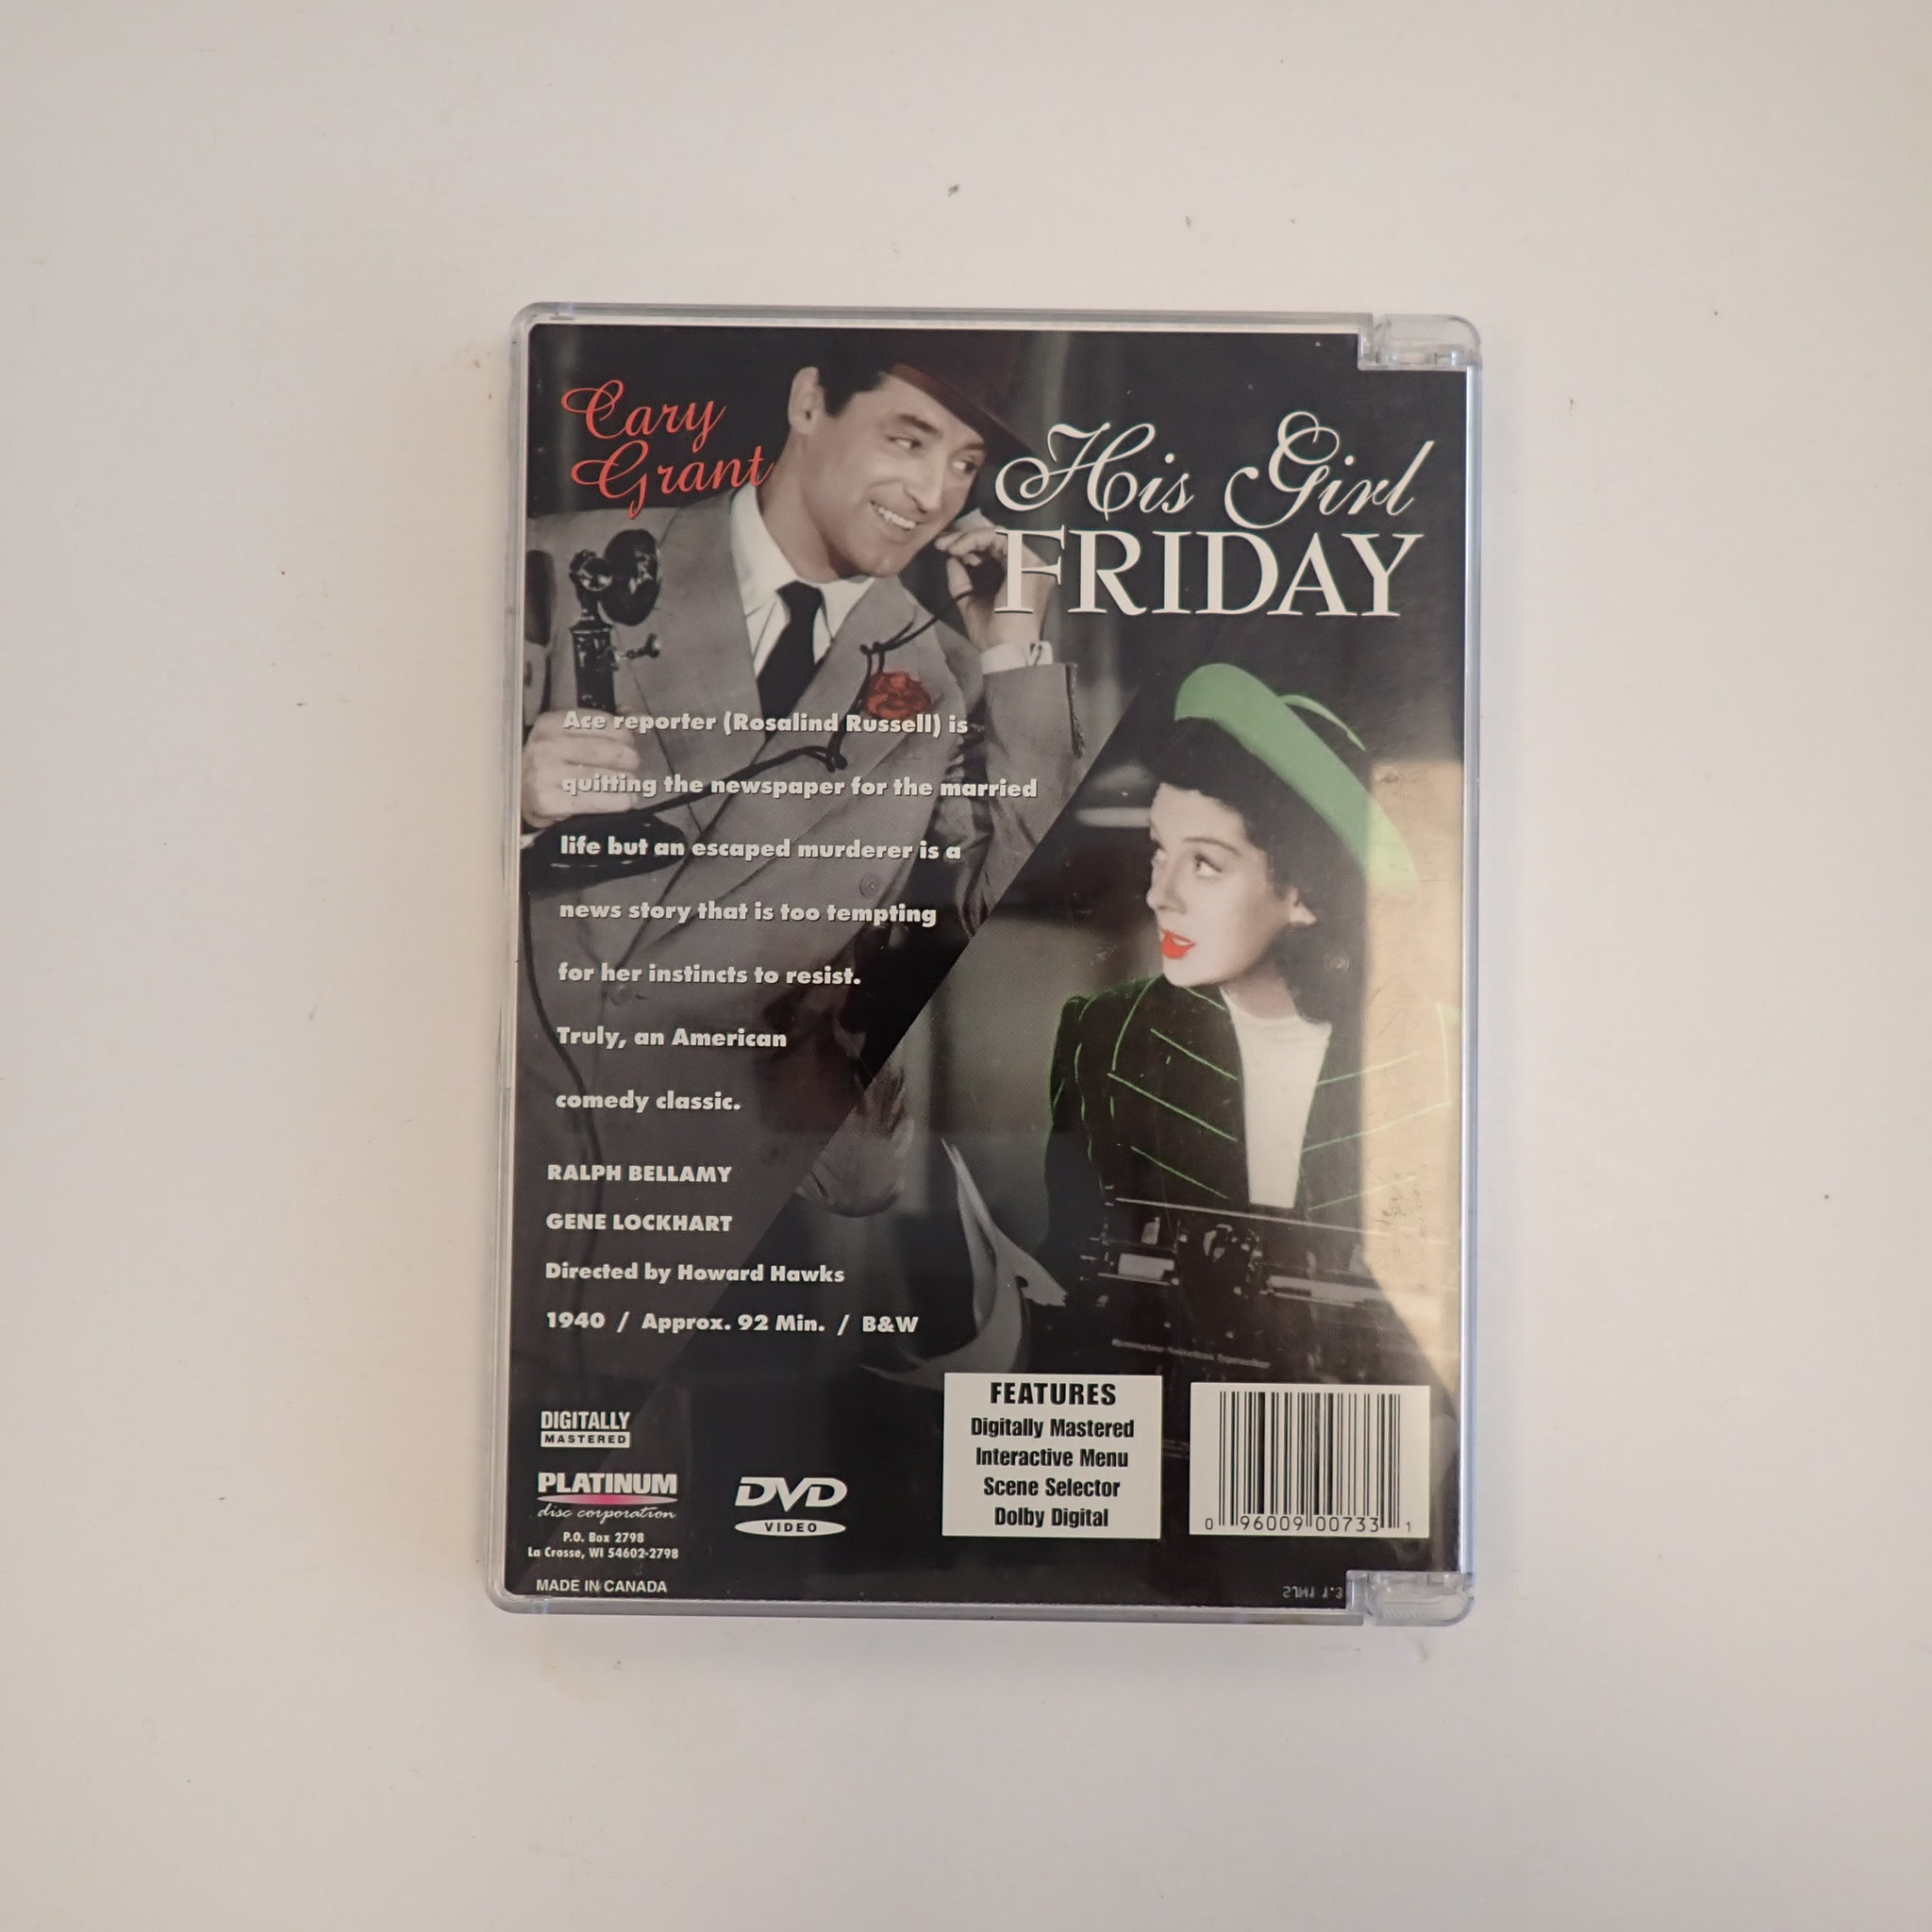 Cary
Grant
His Girl
FRIDAY
Ace reporter (Rosalind Russell) is
quitting the newspaper for the married
life but an escaped murderer is a
news story that is too tempting
for her instincts to resist.
Truly, an American
comedy classic.
RALPH BELLAMY
GENE LOCKHART
Directed by Howard Hawks
1940 / Approx. 92 Min. / B&W
DIGITALLY
MASTERED
PLATINUM
disc corporation
P.O. Box 2798
La Crosse, WI 54602-2798
MADE IN CANADA
DVD
VIDEO
FEATURES
Digitally Mastered
Interactive Menu
Scene Selector
Dolby Digital
0 96009 00733 1